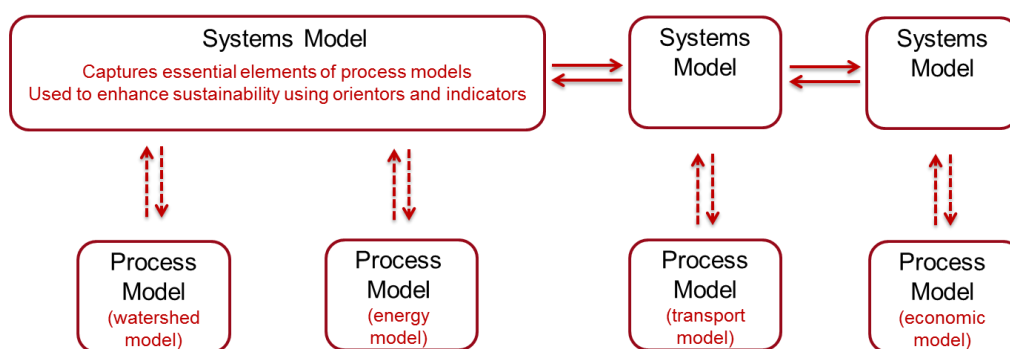 Systems Model
Captures essential elements of process models
Used to enhance sustainability using orientors and indicators
Systems
Model
Systems
Model
Process
Model
(watershed
model)
Process
Model
(energy
model)
Process
Model
(transport
model)
Process
Model
(economic
model)